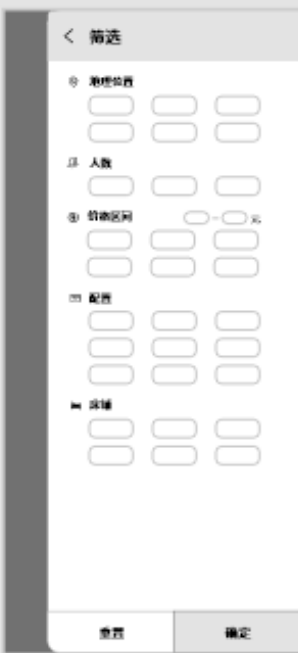 筛选
地理位置
人数
价格区间 - 元
配置
床铺
重置
确定